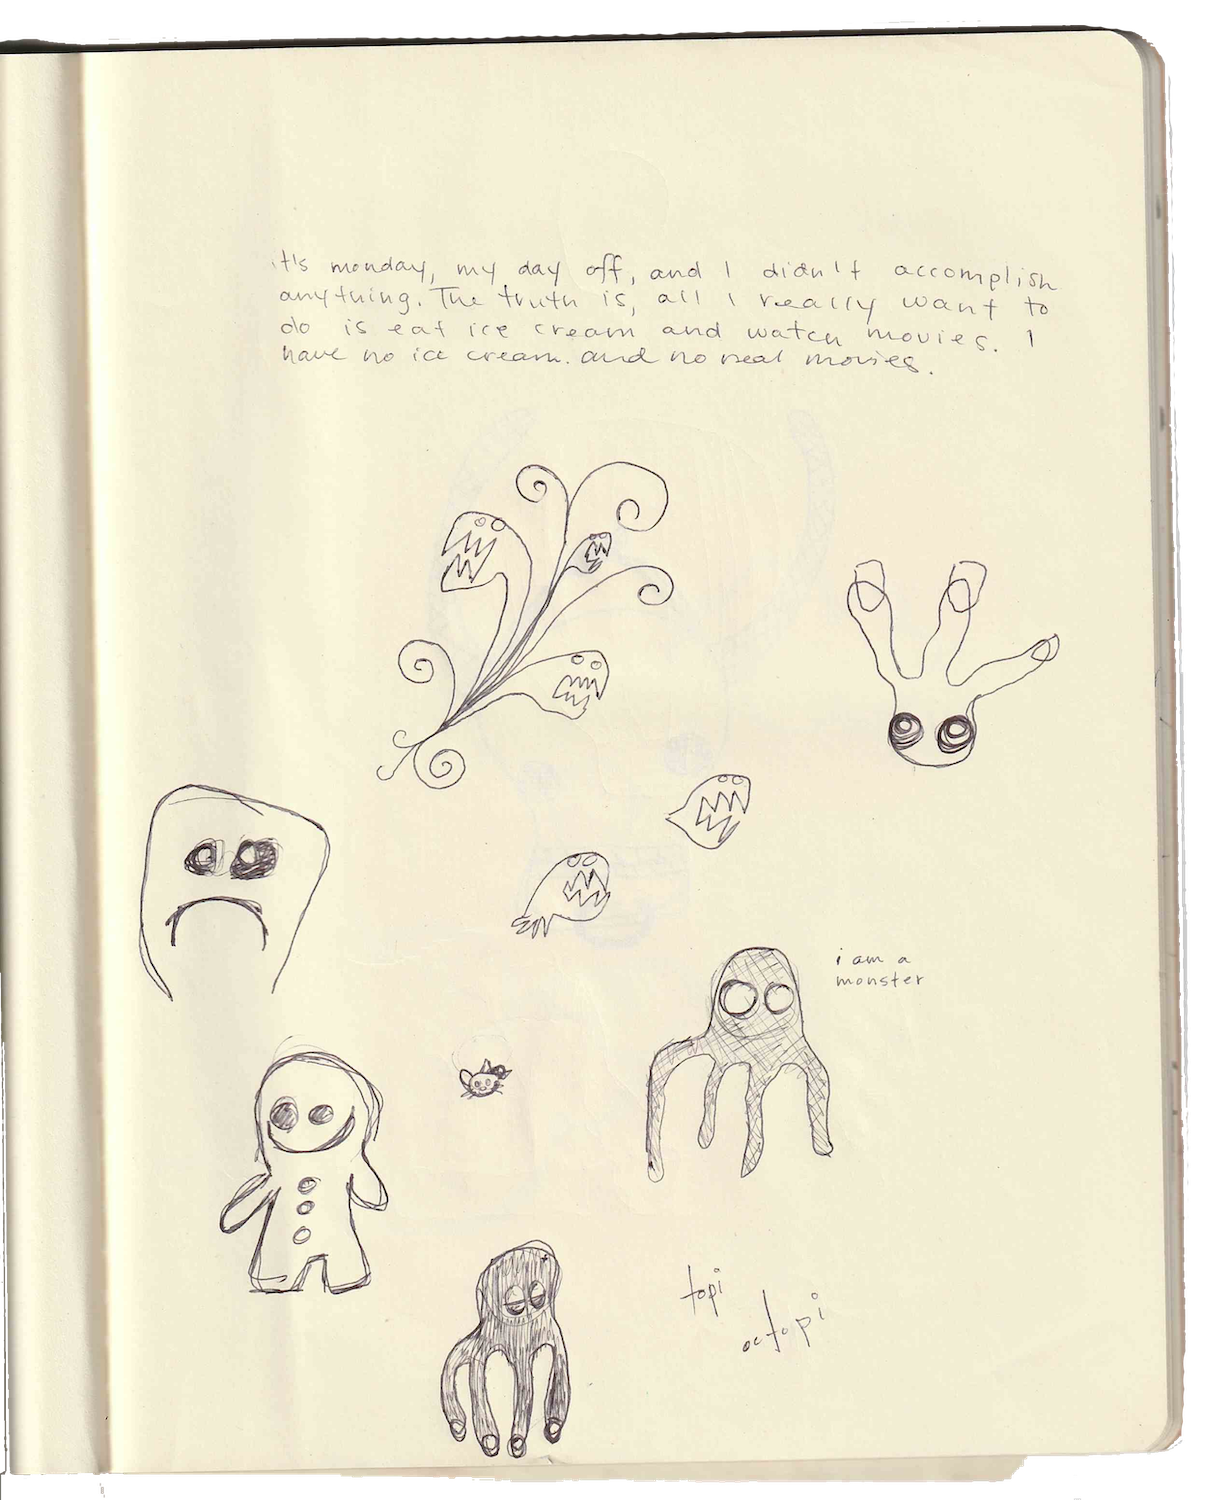 it's monday, my day off, and I didn't accomplish
anything. The truth is, all I really want to
do is eat ice cream and watch movies. I
have no ice cream. and no real movies.
i am a
monster
topi
octopi